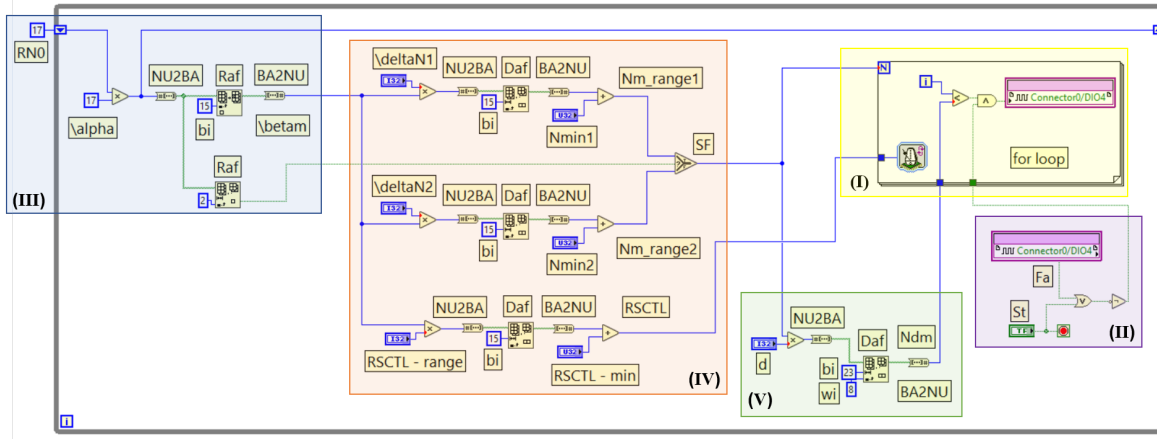 17
RN0
17
\alpha
NU2BA
Raf
BA2NU
15
bi
\betam
Raf
2
(III)
i
\deltaN1
I32
NU2BA
Daf
BA2NU
15
bi
U32
Nmin1
Nm_range1
SF
\deltaN2
I32
NU2BA
Daf
BA2NU
15
bi
U32
Nmin2
Nm_range2
NU2BA
Daf
BA2NU
RSCTL
I32
15
bi
U32
RSCTL - range
RSCTL - min
(IV)
N
i
Connector0/DIO4
for loop
(I)
Connector0/DIO4
Fa
St
TF
(II)
NU2BA
Daf
Ndm
I32
d
bi
23
wi
8
BA2NU
(V)